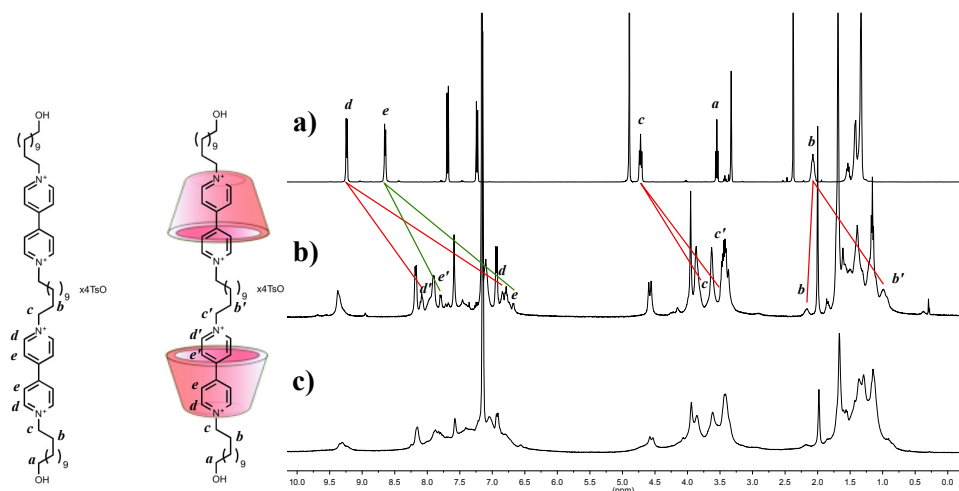 OH
( )9
N+
N+
( )9
x4TsO
b
c
N+
d
e
e
d
N+
c
b
a
( )9
OH
OH
( )9
N+
N+
( )9
x4TsO
b'
c'
N+
d'
e'
e
d
N+
c
b
a
( )9
OH
a)
d
e
c
a
b
b)
d'
e'
d
e
c
c'
b
b'
c)
10.0 9.5 9.0 8.5 8.0 7.5 7.0 6.5 6.0 5.5 5.0 4.5 4.0 3.5 3.0 2.5 2.0 1.5 1.0 0.5 0.0
(ppm)